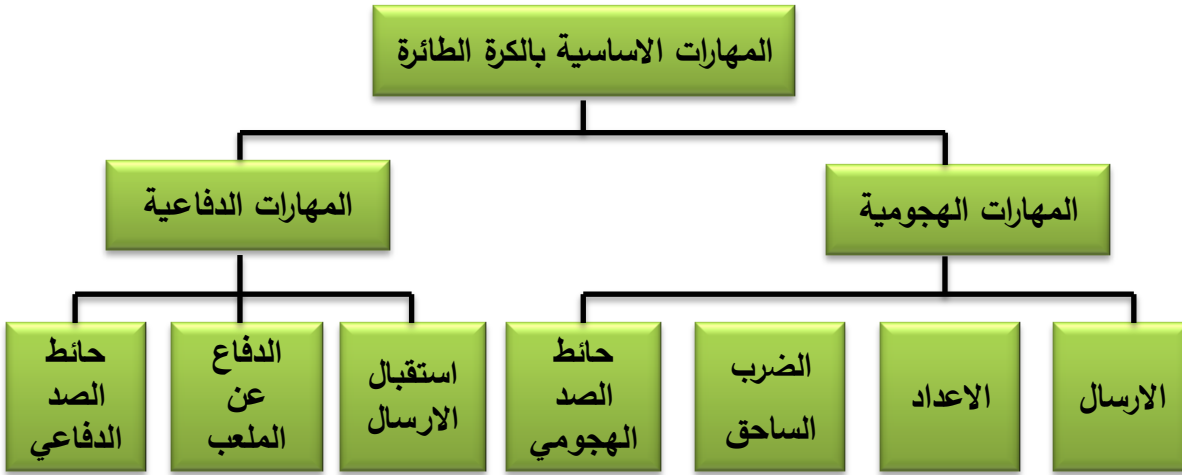 المهارات الاساسية بالكرة الطائرة
المهارات الهجومية
المهارات الدفاعية
الارسال
الاعداد
الضرب
الساحق
حائط
الصد
الهجومي
استقبال
الارسال
الدفاع
عن
الملعب
حائط
الصد
الدفاعي